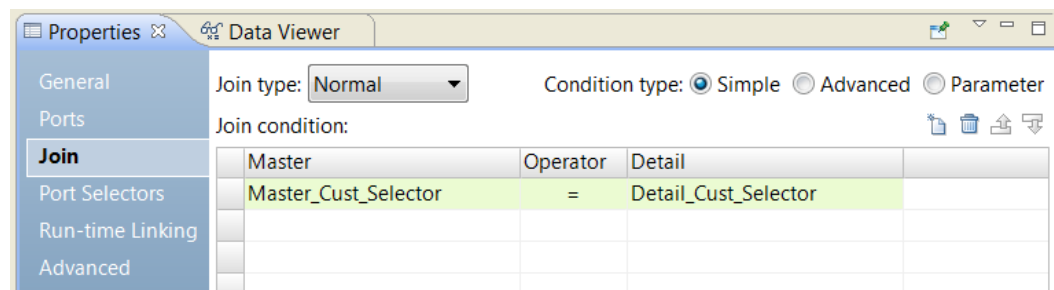 Properties Data Viewer
General
Ports
Join
Port Selectors
Run-time Linking
Advanced
Join type: Normal Condition type: Simple Advanced Parameter
Join condition:
Master Operator Detail
Master_Cust_Selector = Detail_Cust_Selector